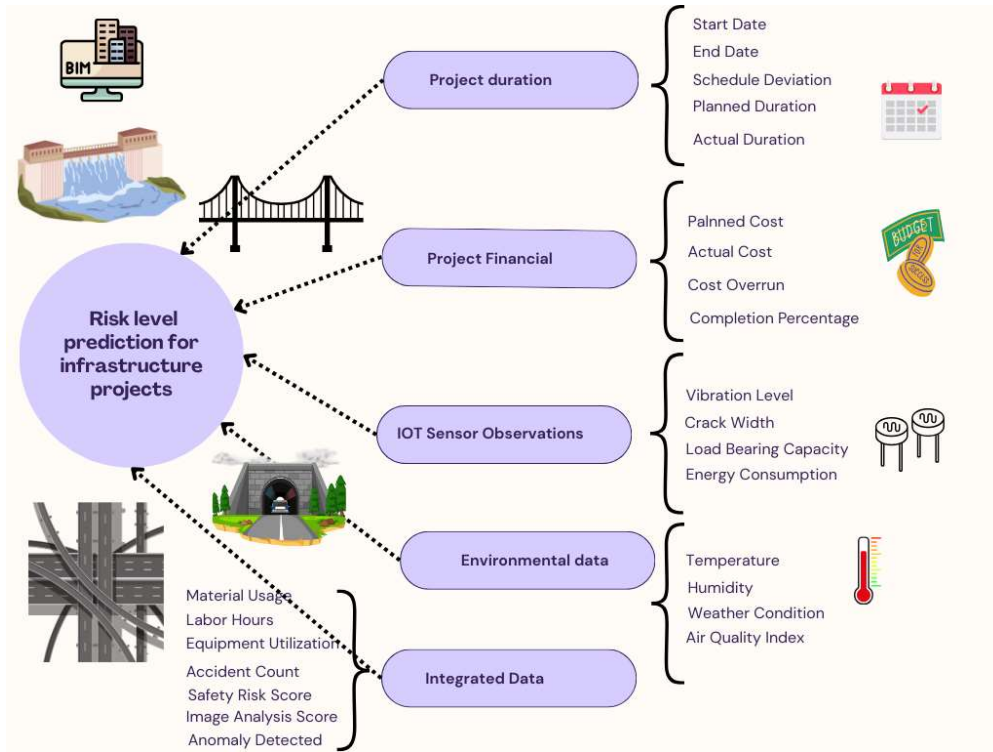 BIM
Project duration
Start Date
End Date
Schedule Deviation
Planned Duration
Actual Duration
Project Financial
Palnned Cost
Actual Cost
Cost Overrun
Completion Percentage
BUDGET
SUCCESS
Risk level
prediction for
infrastructure
projects
IOT Sensor Observations
Vibration Level
Crack Width
Load Bearing Capacity
Energy Consumption
Environmental data
Temperature
Humidity
Weather Condition
Air Quality Index
Material Usage
Labor Hours
Equipment Utilization
Accident Count
Safety Risk Score
Image Analysis Score
Anomaly Detected
Integrated Data